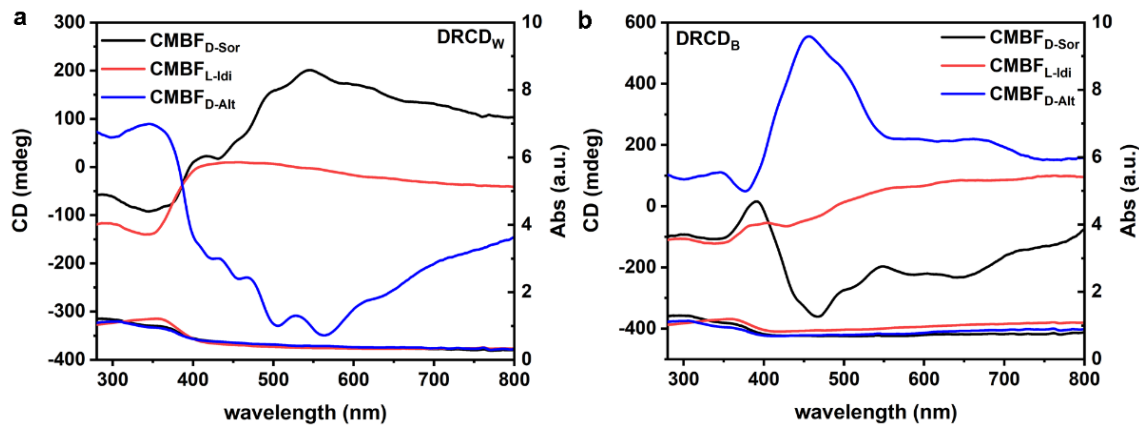 a
DRCD_W
CMBF_D-Sor
CMBF_L-Idi
CMBF_D-Alt
300
200
100
0
-100
-200
-300
-400
CD (mdeg)
10
8
6
4
2
0
Abs (a.u.)
300 400 500 600 700 800
wavelength (nm)
b
DRCD_B
CMBF_D-Sor
CMBF_L-Idi
CMBF_D-Alt
600
400
200
0
-200
-400
CD (mdeg)
10
8
6
4
2
0
Abs (a.u.)
300 400 500 600 700 800
wavelength (nm)